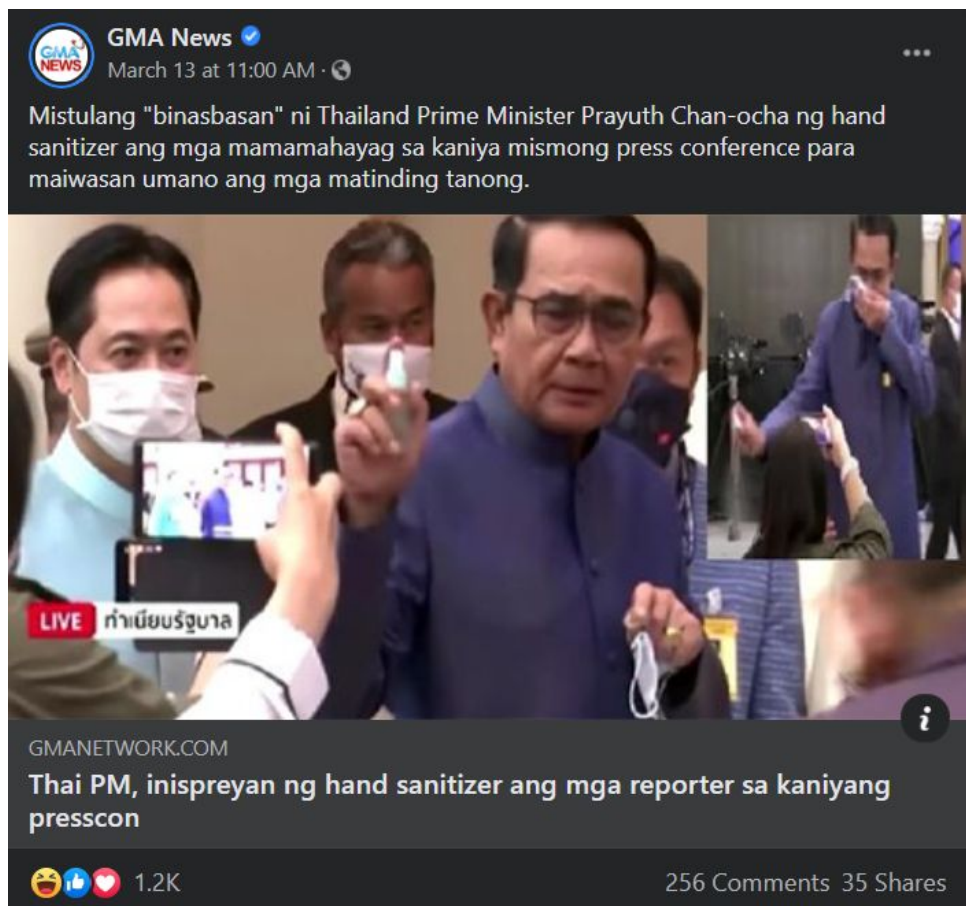 GMA NEWS
GMA News
March 13 at 11:00 AM ·
Mistulang "binasbasan" ni Thailand Prime Minister Prayuth Chan-ocha ng hand
sanitizer ang mga mamamahayag sa kaniya mismong press conference para
maiwasan umano ang mga matinding tanong.
LIVE ทำเนียบรัฐบาล
i
GMANETWORK.COM
Thai PM, inispreyan ng hand sanitizer ang mga reporter sa kaniyang
presscon
1.2K 256 Comments 35 Shares